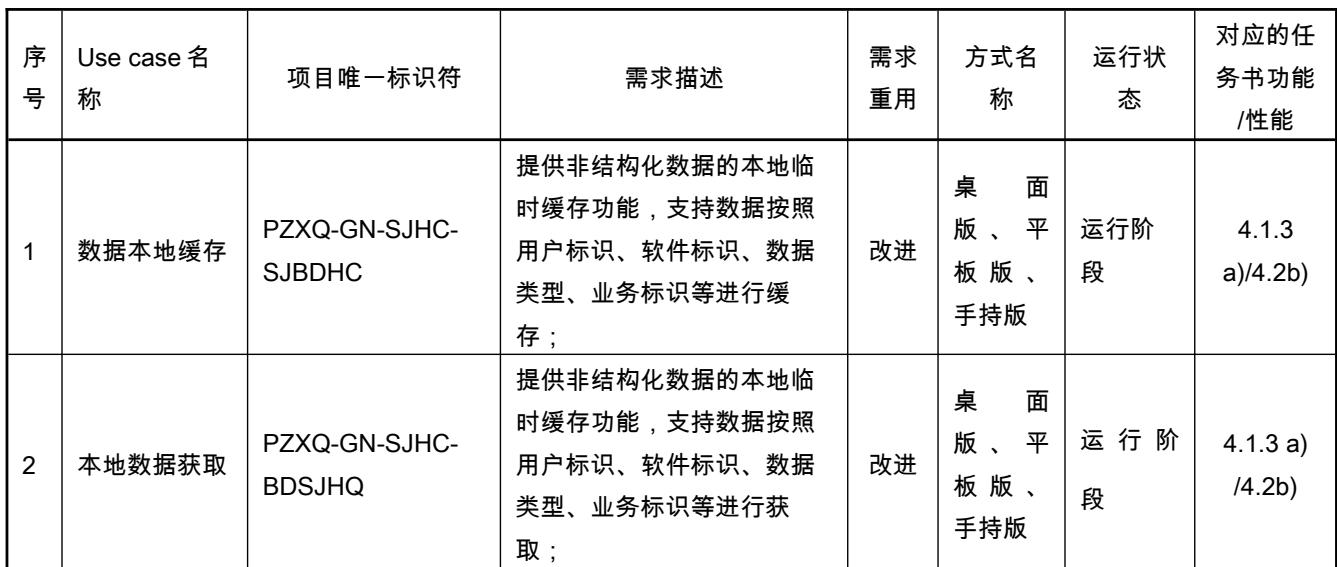 序号
Use case 名称
项目唯一标识符
需求描述
需求重用
方式名称
运行状态
对应的任务书功能/性能
1
数据本地缓存
PZXQ-GN-SJHC-
SJBDHC
提供非结构化数据的本地临
时缓存功能，支持数据按照
用户标识、软件标识、数据
类型、业务标识等进行缓
存；
改进
桌面
版、平
板版、
手持版
运行阶
段
4.1.3
a)/4.2b)
2
本地数据获取
PZXQ-GN-SJHC-
BDSJHQ
提供非结构化数据的本地临
时缓存功能，支持数据按照
用户标识、软件标识、数据
类型、业务标识等进行获
取；
改进
桌面
版、平
板版、
手持版
运行阶
段
4.1.3 a)
/4.2b)